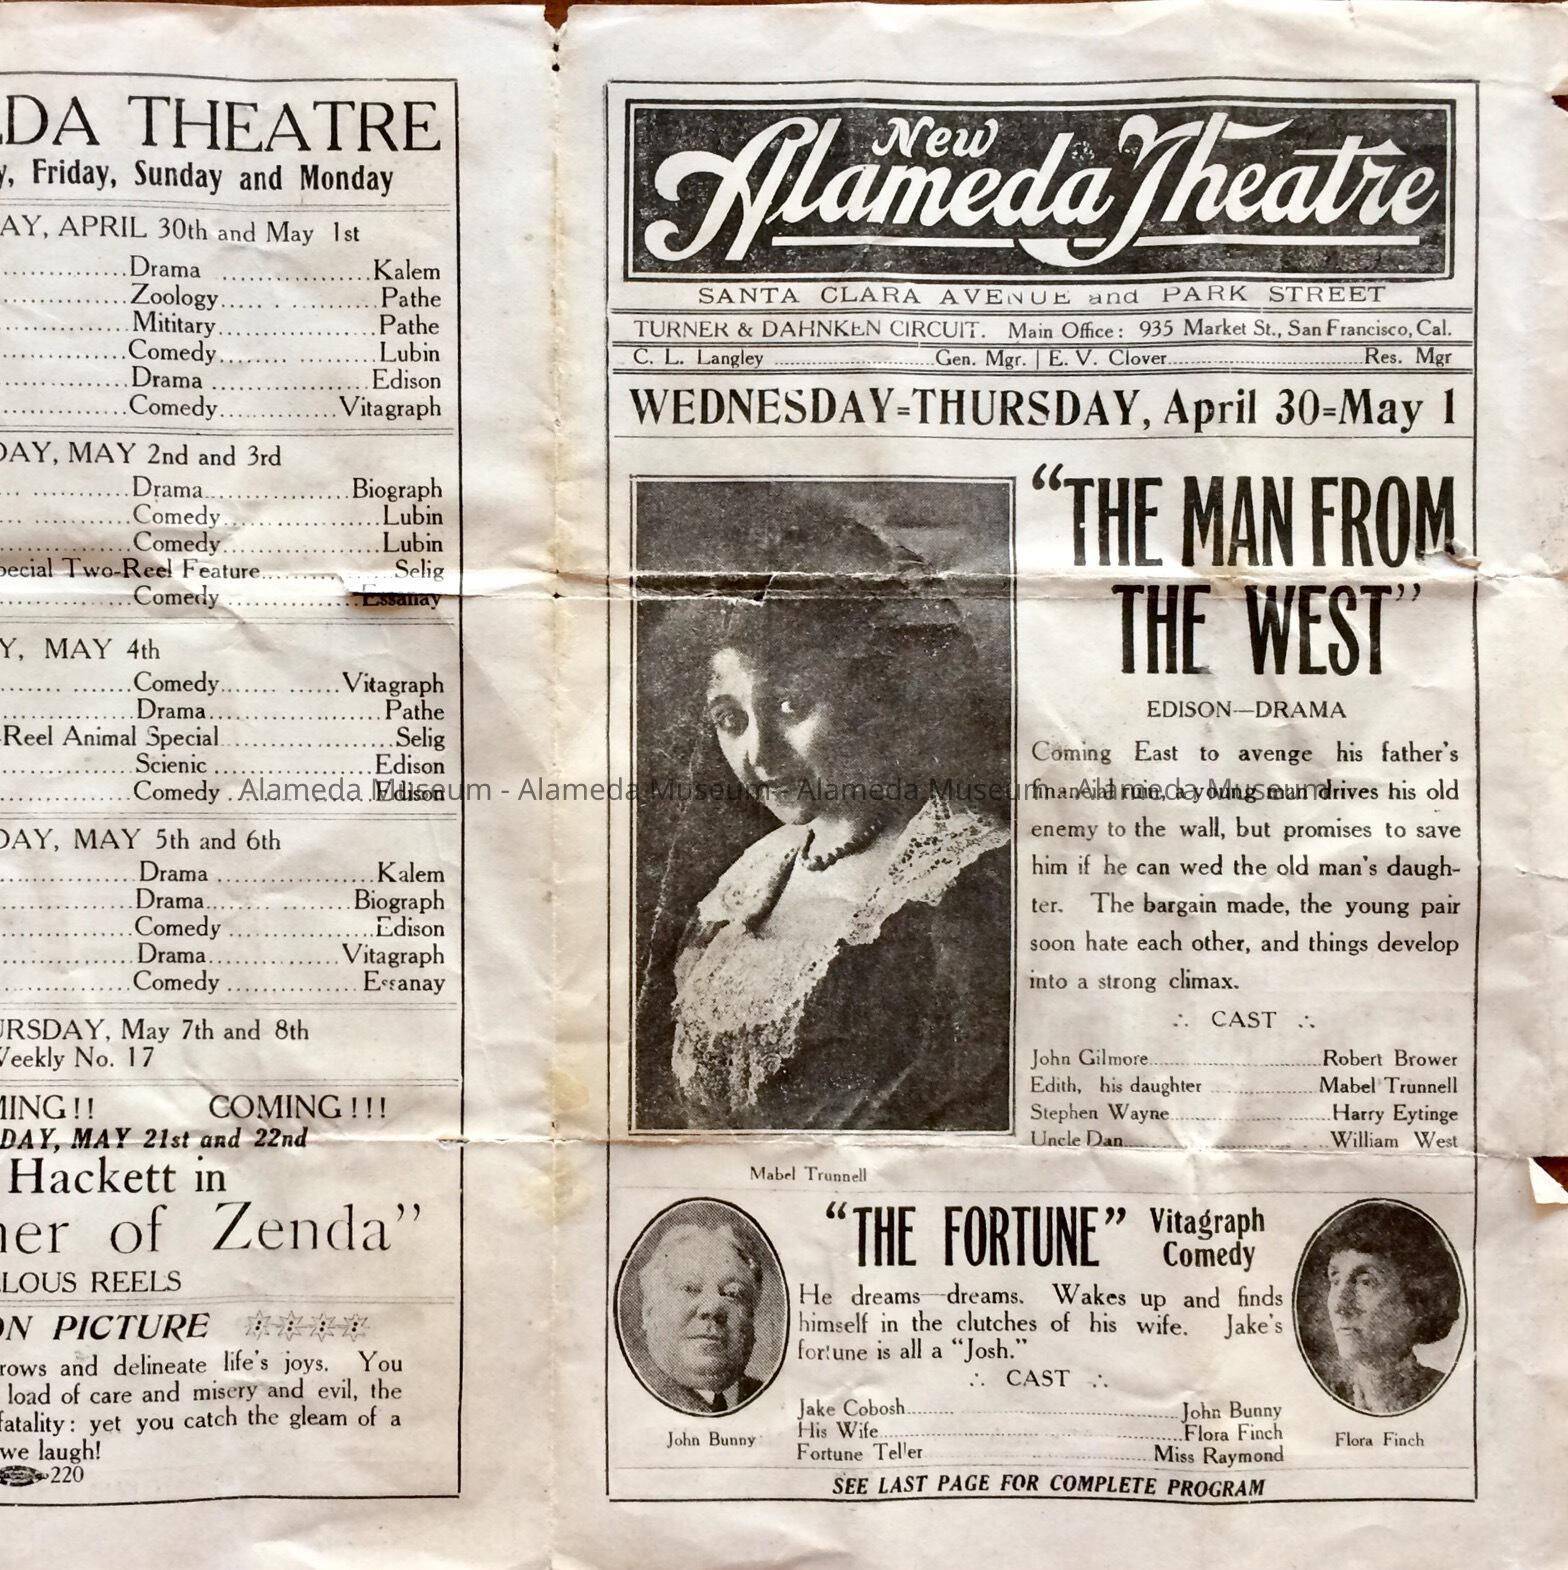 LDA THEATRE
y, Friday, Sunday and Monday
AY, APRIL 30th and May 1st
Drama Kalem
Zoology Pathe
Mititary Pathe
Comedy Lubin
Drama Edison
Comedy Vitagraph
DAY, MAY 2nd and 3rd
Drama Biograph
Comedy Lubin
Comedy Lubin
pecial Two-Reel Feature Selig
Comedy Essanay
Y, MAY 4th
Comedy Vitagraph
Drama Pathe
-Reel Animal Special Selig
Scienic Edison
Comedy Edison
DAY, MAY 5th and 6th
Drama Kalem
Drama Biograph
Comedy Edison
Drama Vitagraph
Comedy Essanay
URSDAY, May 7th and 8th
Weekly No. 17
MING!! COMING!!!
DAY, MAY 21st and 22nd
Hackett in
ner of Zenda”
LOUS REELS
ON PICTURE
rows and delineate life's joys. You
load of care and misery and evil, the
fatality: yet you catch the gleam of a
we laugh!
220
New
Alameda Theatre
SANTA CLARA AVENUE and PARK STREET
TURNER & DAHNKEN CIRCUIT. Main Office: 935 Market St., San Francisco, Cal.
C. L. Langley Gen. Mgr. | E. V. Clover Res. Mgr
WEDNESDAY=THURSDAY, April 30=May 1
“THE MAN FROM
THE WEST”
EDISON—DRAMA
Coming East to avenge his father's
financial ruin, a young man drives his old
enemy to the wall, but promises to save
him if he can wed the old man's daugh-
ter. The bargain made, the young pair
soon hate each other, and things develop
into a strong climax.
∴ CAST ∴
John Gilmore Robert Brower
Edith, his daughter Mabel Trunnell
Stephen Wayne Harry Eytinge
Uncle Dan William West
Mabel Trunnell
“THE FORTUNE” Vitagraph
Comedy
He dreams—dreams. Wakes up and finds
himself in the clutches of his wife. Jake's
fortune is all a “Josh.”
∴ CAST ∴
Jake Cobosh John Bunny
His Wife Flora Finch
Fortune Teller Miss Raymond
John Bunny
Flora Finch
SEE LAST PAGE FOR COMPLETE PROGRAM
Alameda Museum - Alameda Museum - Alameda Museum - Alameda Museum